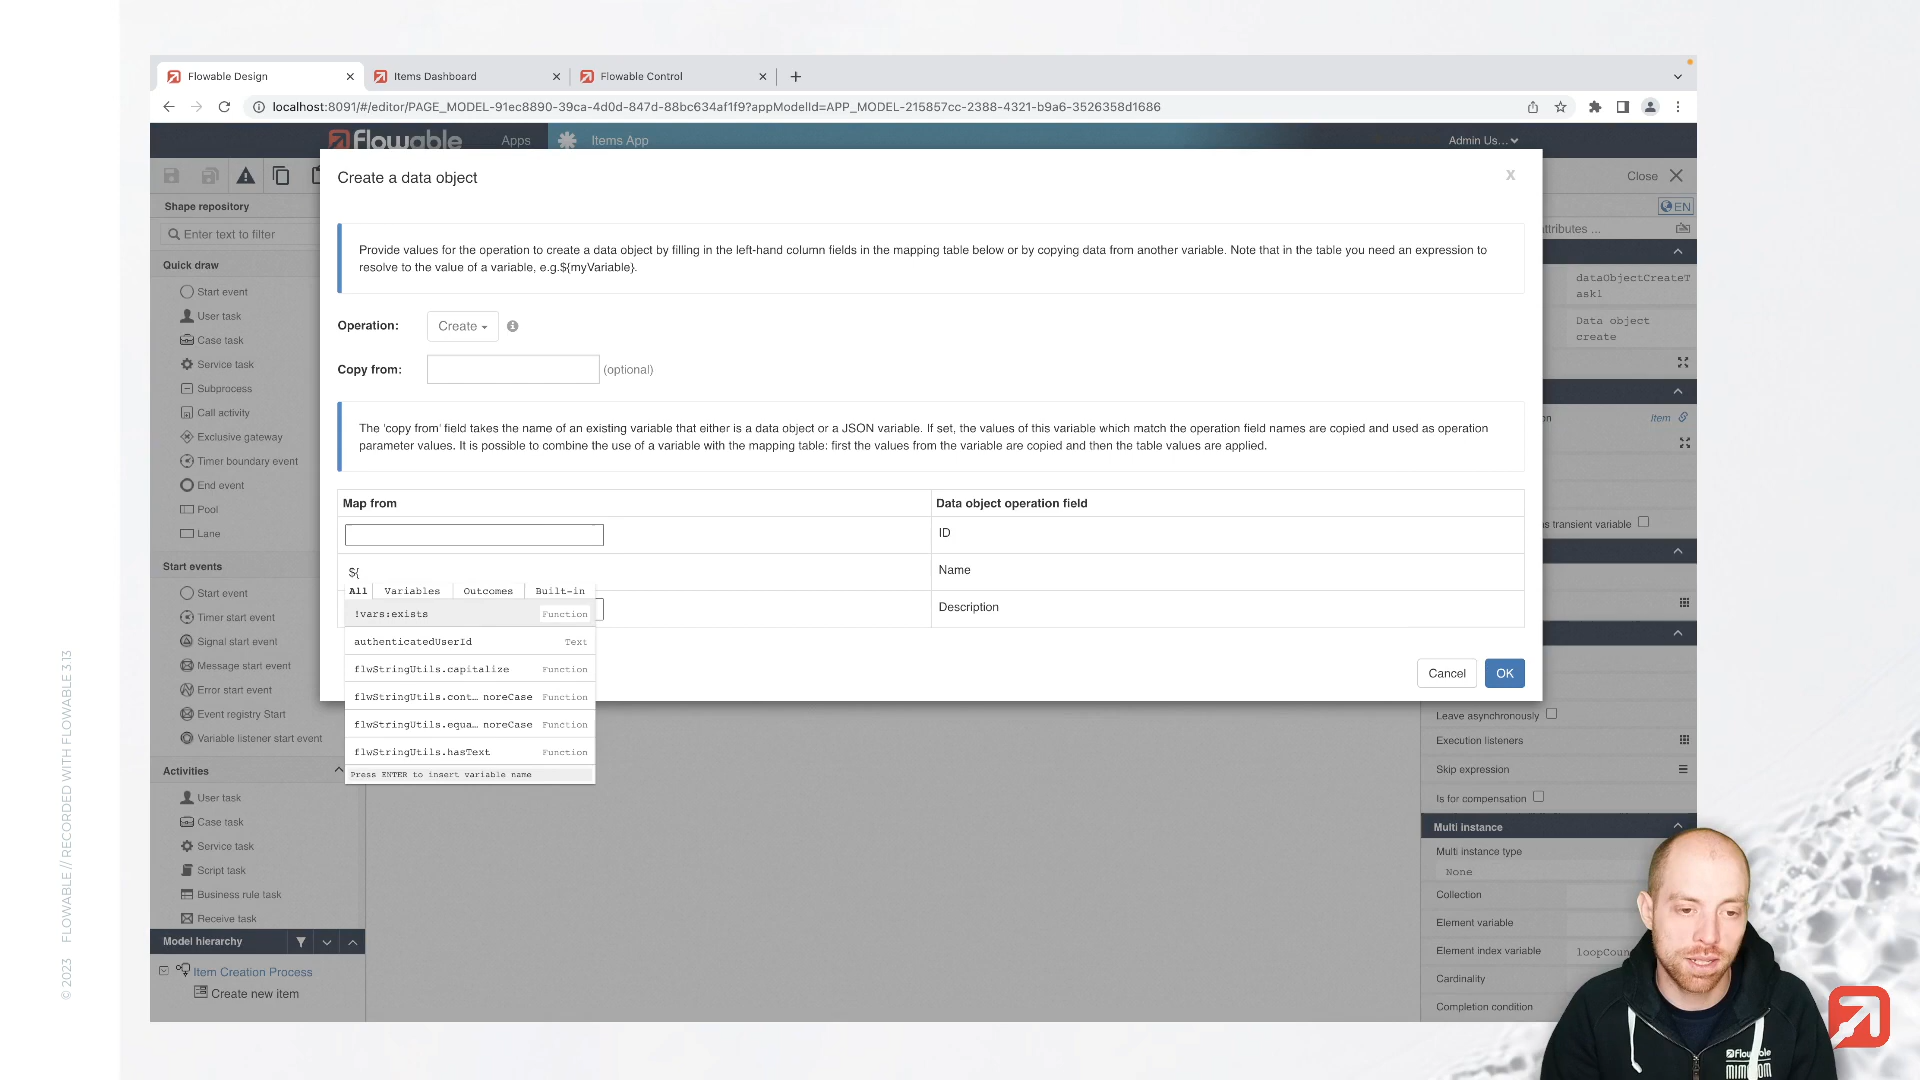 Flowable Design
Items Dashboard
Flowable Control
localhost:8091/#/editor/PAGE_MODEL-91ec8890-39ca-4d0d-847d-88bc634af1f9?appModelId=APP_MODEL-215857cc-2388-4321-b9a6-3526358d1686
Flowable
Apps
Items App
Admin Us...
Create a data object
X
Close
Shape repository
EN
Enter text to filter
attributes ...
Provide values for the operation to create a data object by filling in the left-hand column fields in the mapping table below or by copying data from another variable. Note that in the table you need an expression to
resolve to the value of a variable, e.g.${myVariable}.
Quick draw
Start event
User task
Case task
Service task
Subprocess
Call activity
Exclusive gateway
Timer boundary event
End event
Pool
Lane
dataObjectCreateT
ask1
Data object
create
Operation:
Create
Copy from:
(optional)
Item
The 'copy from' field takes the name of an existing variable that either is a data object or a JSON variable. If set, the values of this variable which match the operation field names are copied and used as operation
parameter values. It is possible to combine the use of a variable with the mapping table: first the values from the variable are copied and then the table values are applied.
Map from
Data object operation field
ID
transient variable
${
Name
All
Variables
Outcomes
Built-in
Description
!vars:exists
Function
authenticatedUserId
Text
flwStringUtils.capitalize
Function
flwStringUtils.cont… noreCase
Function
flwStringUtils.equa… noreCase
Function
flwStringUtils.hasText
Function
Press ENTER to insert variable name
Cancel
OK
Start events
Start event
Timer start event
Signal start event
Message start event
Error start event
Event registry Start
Variable listener start event
Activities
User task
Case task
Service task
Script task
Business rule task
Receive task
Model hierarchy
Item Creation Process
Create new item
Leave asynchronously
Execution listeners
Skip expression
Is for compensation
Multi instance
Multi instance type
None
Collection
Element variable
Element index variable
loopCoun
Cardinality
Completion condition
© 2023 FLOWABLE // RECORDED WITH FLOWABLE 3.13